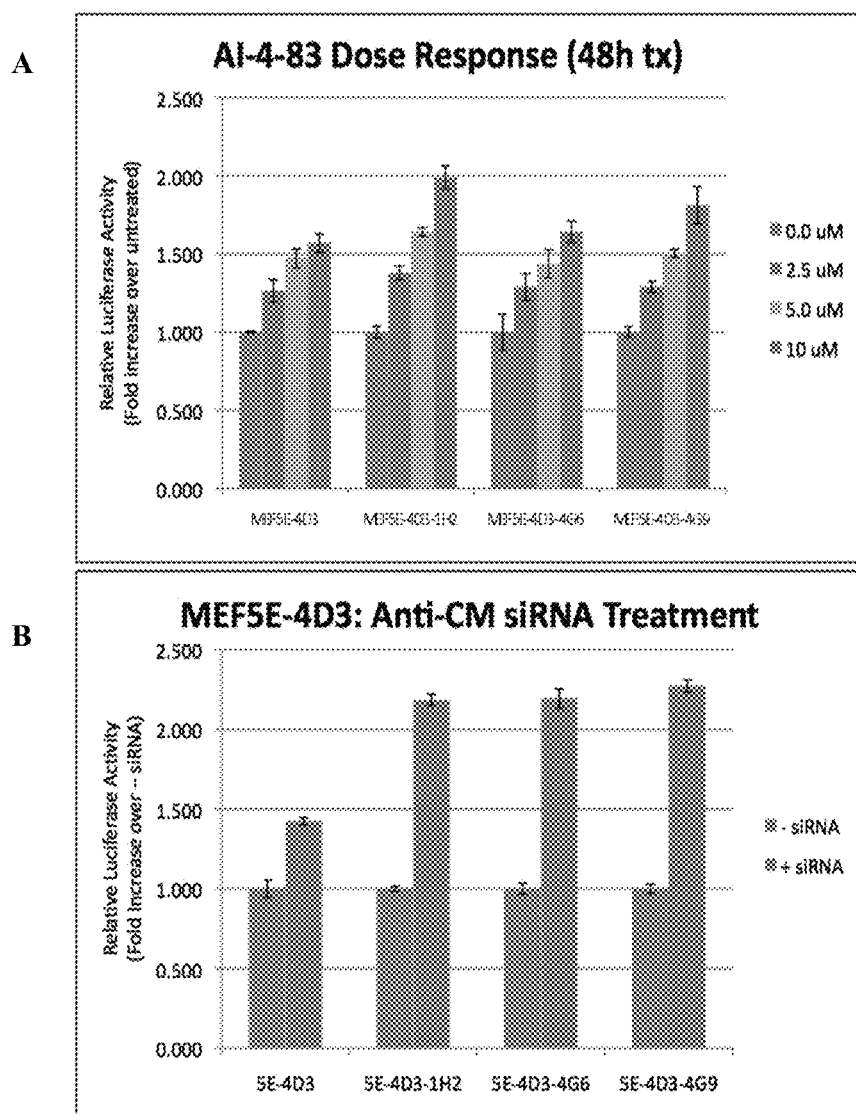 A
AI-4-83 Dose Response (48h tx)
Relative Luciferase Activity
(Fold increase over untreated)
2.500
2.000
1.500
1.000
0.500
0.000
MEF5E-4D3
MEF5E-4D3-1H2
MEF5E-4D3-4G6
MEF5E-4D3-4G9
0.0 uM
2.5 uM
5.0 uM
10 uM
B
MEF5E-4D3: Anti-CM siRNA Treatment
Relative Luciferase Activity
(Fold Increase over -- siRNA)
2.500
2.000
1.500
1.000
0.500
0.000
5E-4D3
5E-4D3-1H2
5E-4D3-4G6
5E-4D3-4G9
- siRNA
+ siRNA